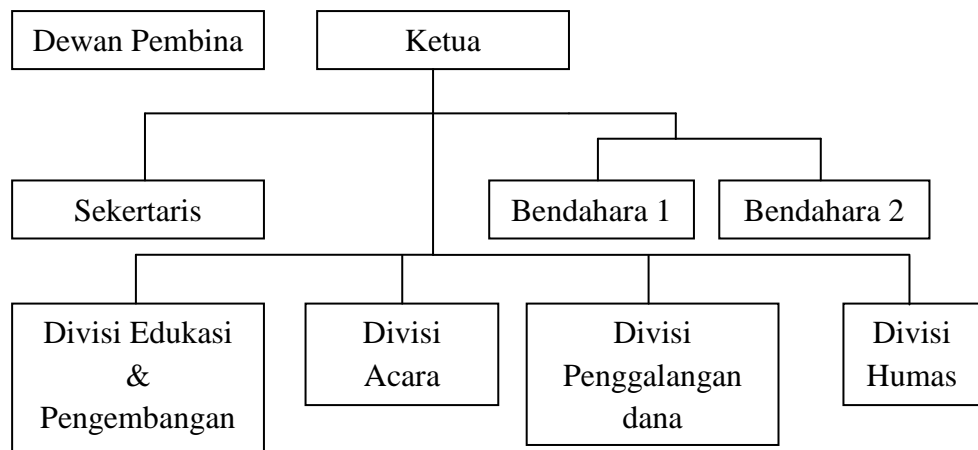 Dewan Pembina
Ketua
Sekertaris
Bendahara 1
Bendahara 2
Divisi Edukasi
&
Pengembangan
Divisi
Acara
Divisi
Penggalangan
dana
Divisi
Humas